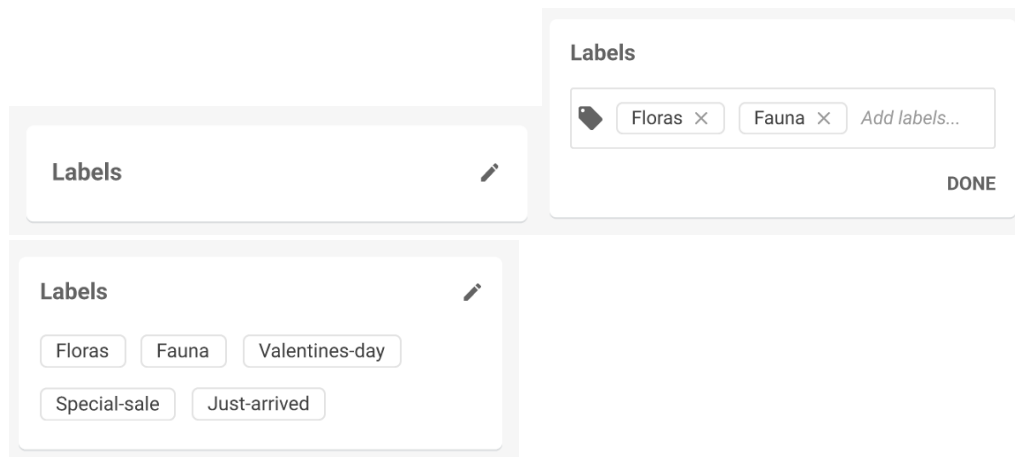 Labels
Labels
Floras Fauna Add labels...
DONE
Labels
Floras Fauna Valentines-day
Special-sale Just-arrived